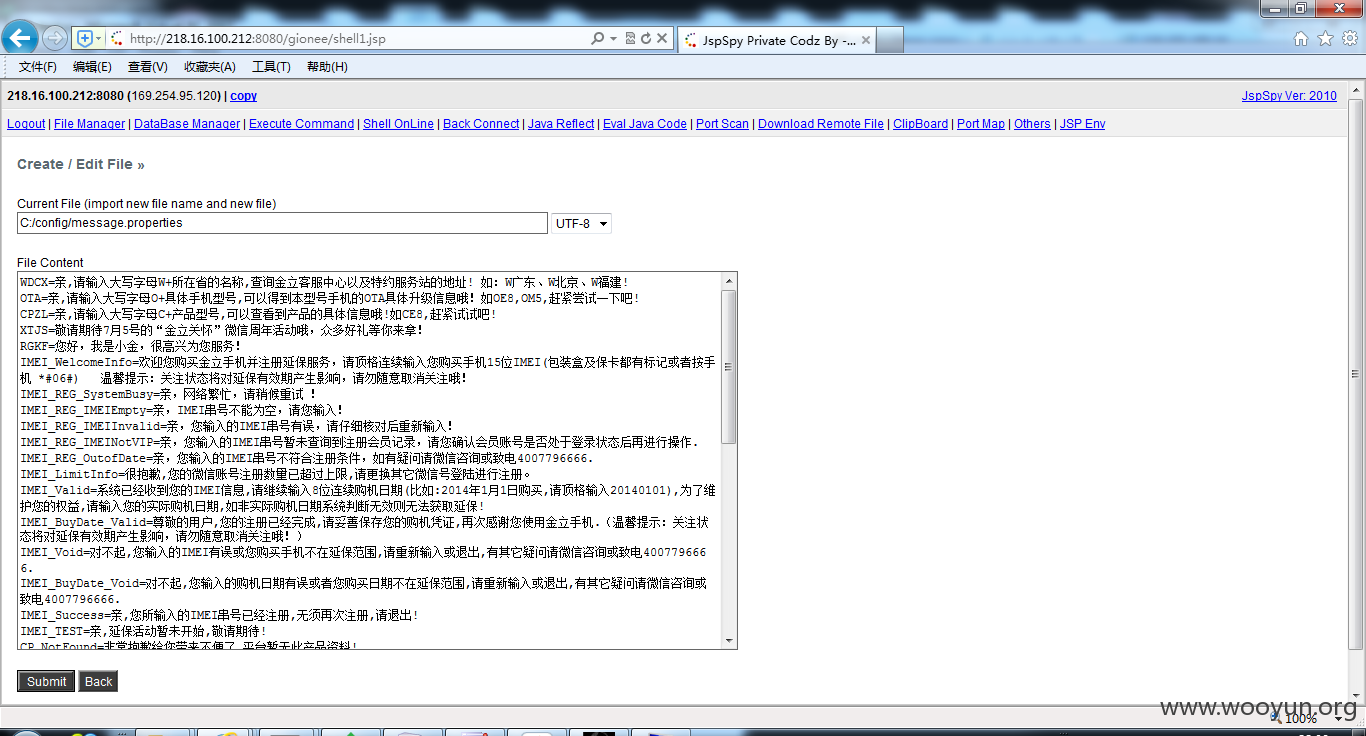 http://218.16.100.212:8080/gionee/shell1.jsp
JspSpy Private Codz By -...
文件(F) 编辑(E) 查看(V) 收藏夹(A) 工具(T) 帮助(H)
218.16.100.212:8080 (169.254.95.120) | copy
JspSpy Ver: 2010
Logout | File Manager | DataBase Manager | Execute Command | Shell OnLine | Back Connect | Java Reflect | Eval Java Code | Port Scan | Download Remote File | ClipBoard | Port Map | Others | JSP Env
Create / Edit File »
Current File (import new file name and new file)
C:/config/message.properties
UTF-8
File Content
WDCX=亲,请输入大写字母W+所在省的名称,查询金立客服中心以及特约服务站的地址! 如: W广东、W北京、W福建!
OTA=亲,请输入大写字母O+具体手机型号,可以得到本型号手机的OTA具体升级信息哦! 如OE8,OM5,赶紧尝试一下吧!
CPZL=亲,请输入大写字母C+产品型号,可以查看到产品的具体信息哦!如CE8,赶紧试试吧!
XTJS=敬请期待7月5号的“金立关怀”微信周年活动哦，众多好礼等你来拿!
RGKF=您好，我是小金，很高兴为您服务!
IMEI_WelcomeInfo=欢迎您购买金立手机并注册延保服务，请顶格连续输入您购买手机15位IMEI(包装盒及保卡都有标记或者按手
机 *#06#) 温馨提示：关注状态将对延保有效期产生影响，请勿随意取消关注哦!
IMEI_REG_SystemBusy=亲，网络繁忙，请稍候重试 !
IMEI_REG_IMEIEmpty=亲，IMEI串号不能为空，请您输入!
IMEI_REG_IMEIInvalid=亲，您输入的IMEI串号有误，请仔细核对后重新输入!
IMEI_REG_IMEINotVIP=亲，您输入的IMEI串号暂未查询到注册会员记录，请您确认会员账号是否处于登录状态后再进行操作.
IMEI_REG_OutofDate=亲，您输入的IMEI串号不符合注册条件，如有疑问请微信咨询或致电4007796666.
IMEI_LimitInfo=很抱歉,您的微信账号注册数量已超过上限,请更换其它微信号登陆进行注册。
IMEI_Valid=系统已经收到您的IMEI信息,请继续输入8位连续购机日期(比如:2014年1月1日购买,请顶格输入20140101),为了维
护您的权益,请输入您的实际购机日期,如非实际购机日期系统判断无效则无法获取延保!
IMEI_BuyDate_Valid=尊敬的用户,您的注册已经完成,请妥善保存您的购机凭证,再次感谢您使用金立手机.（温馨提示: 关注状
态将对延保有效期产生影响，请勿随意取消关注哦!）
IMEI_Void=对不起,您输入的IMEI有误或您购买手机不在延保范围,请重新输入或退出,有其它疑问请微信咨询或致电400779666
6.
IMEI_BuyDate_Void=对不起,您输入的购机日期有误或者您购买日期不在延保范围,请重新输入或退出,有其它疑问请微信咨询或
致电4007796666.
IMEI_Success=亲,您所输入的IMEI串号已经注册,无须再次注册,请退出!
IMEI_TEST=亲,延保活动暂未开始,敬请期待!
CP_NotFound=非常抱歉给您带来不便了,平台暂无此产品资料!
Submit Back
www.wooyun.org
100%